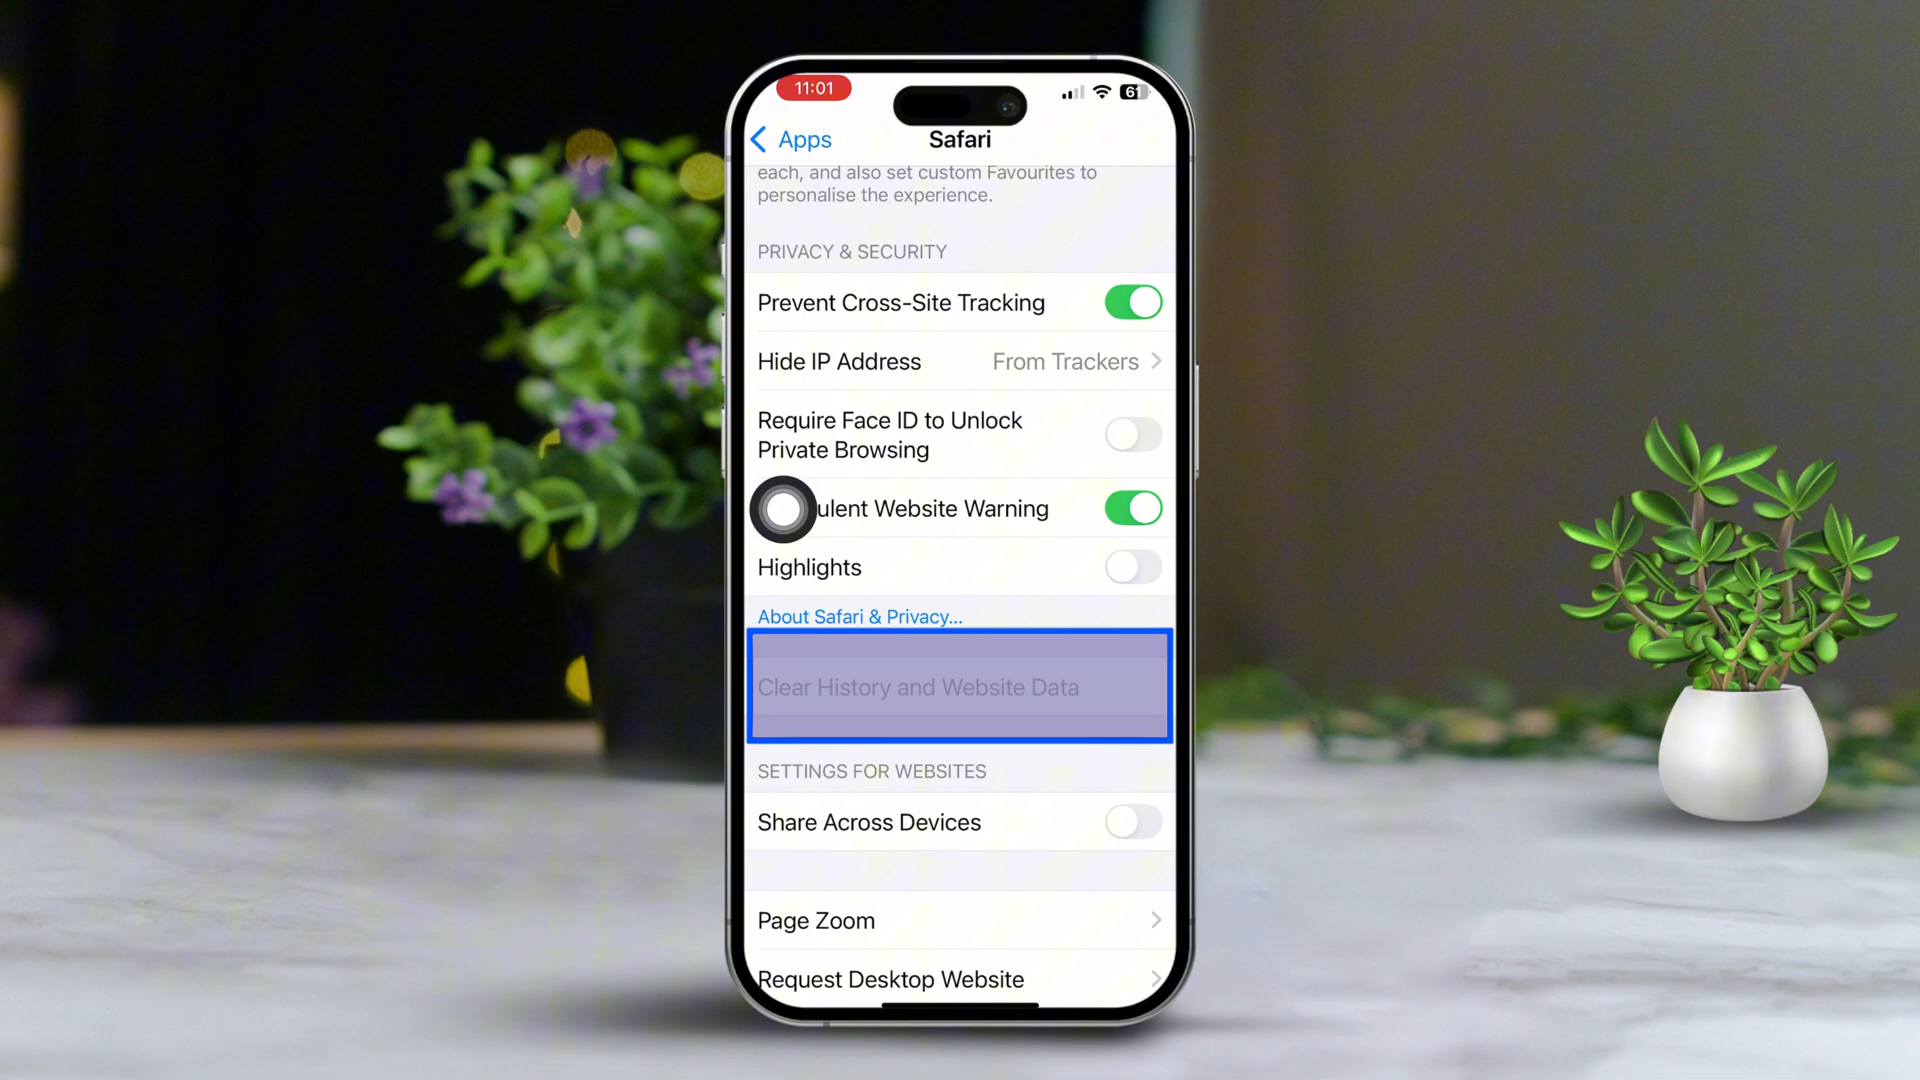 11:01
61
Apps
Safari
each, and also set custom Favourites to
personalise the experience.
PRIVACY & SECURITY
Prevent Cross-Site Tracking
Hide IP Address From Trackers
Require Face ID to Unlock
Private Browsing
ulent Website Warning
Highlights
About Safari & Privacy...
Clear History and Website Data
SETTINGS FOR WEBSITES
Share Across Devices
Page Zoom
Request Desktop Website